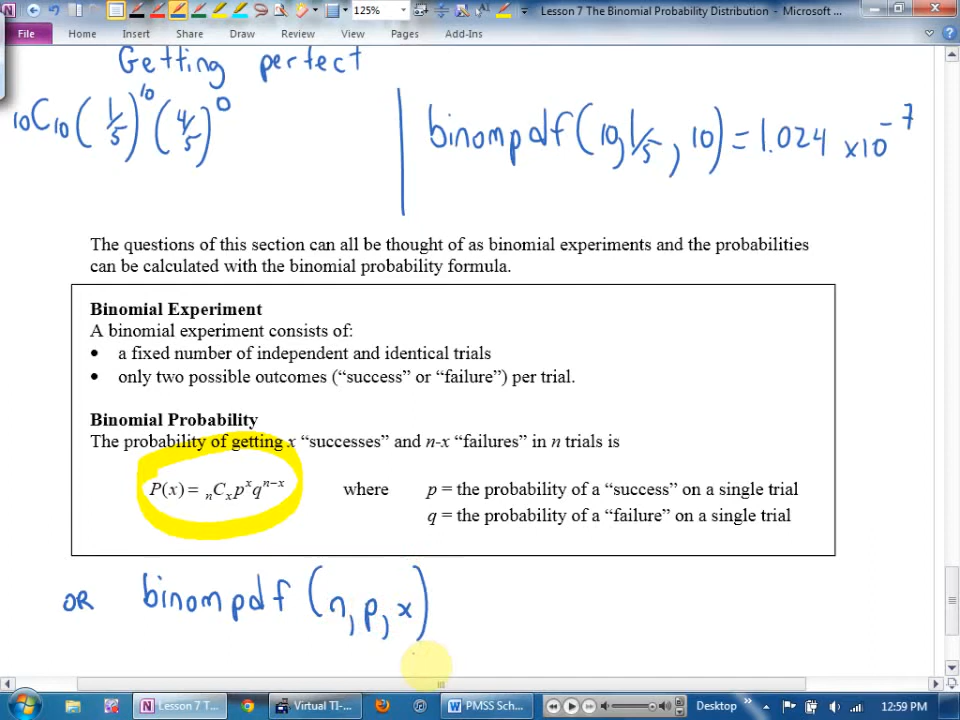 125%
Lesson 7 The Binomial Probability Distribution - Microsoft ...
File Home Insert Share Draw Review View Pages Add-Ins
Getting perfect
₁₀C₁₀(1/5)¹⁰(4/5)⁰
binompdf(10,1/5,10)=1.024 ×10⁻⁷
The questions of this section can all be thought of as binomial experiments and the probabilities
can be calculated with the binomial probability formula.
Binomial Experiment
A binomial experiment consists of:
• a fixed number of independent and identical trials
• only two possible outcomes (“success” or “failure”) per trial.
Binomial Probability
The probability of getting x “successes” and n-x “failures” in n trials is
P(x) = ₙCₓpˣqⁿ⁻ˣ where p = the probability of a “success” on a single trial
q = the probability of a “failure” on a single trial
OR binompdf (n,p,x)
Lesson 7 T... Virtual TI-... PMSS Sch... Desktop 12:59 PM